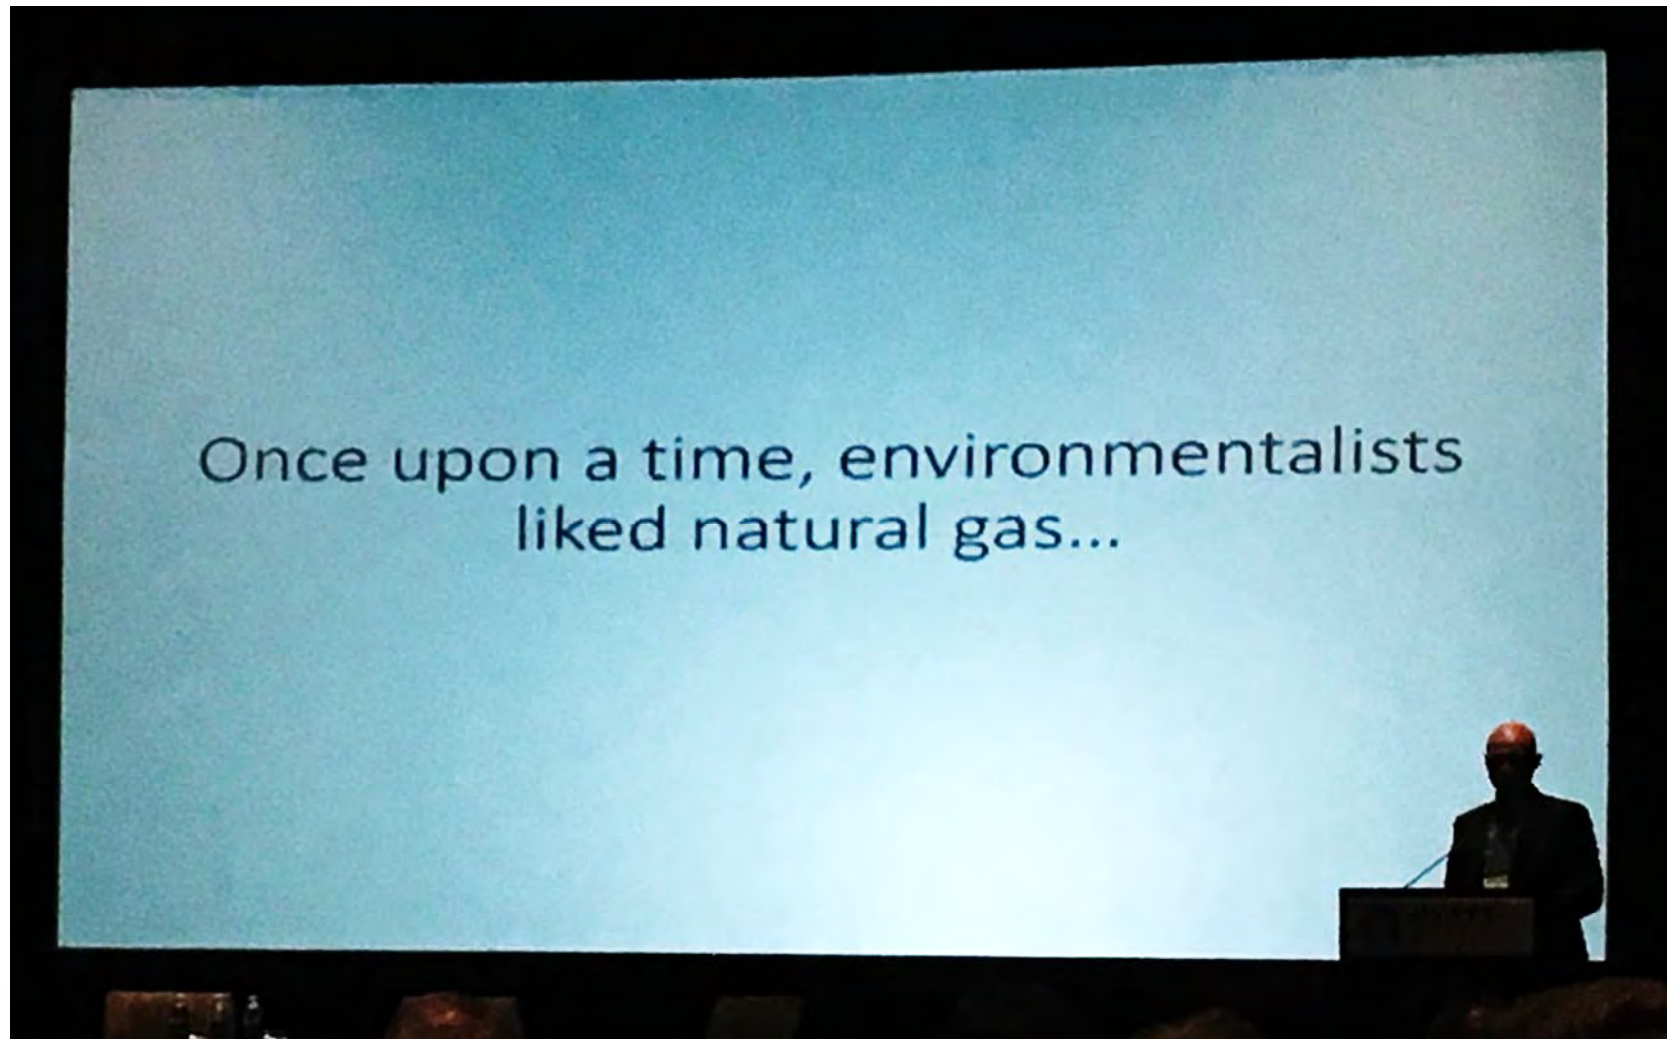 Once upon a time, environmentalists
liked natural gas...